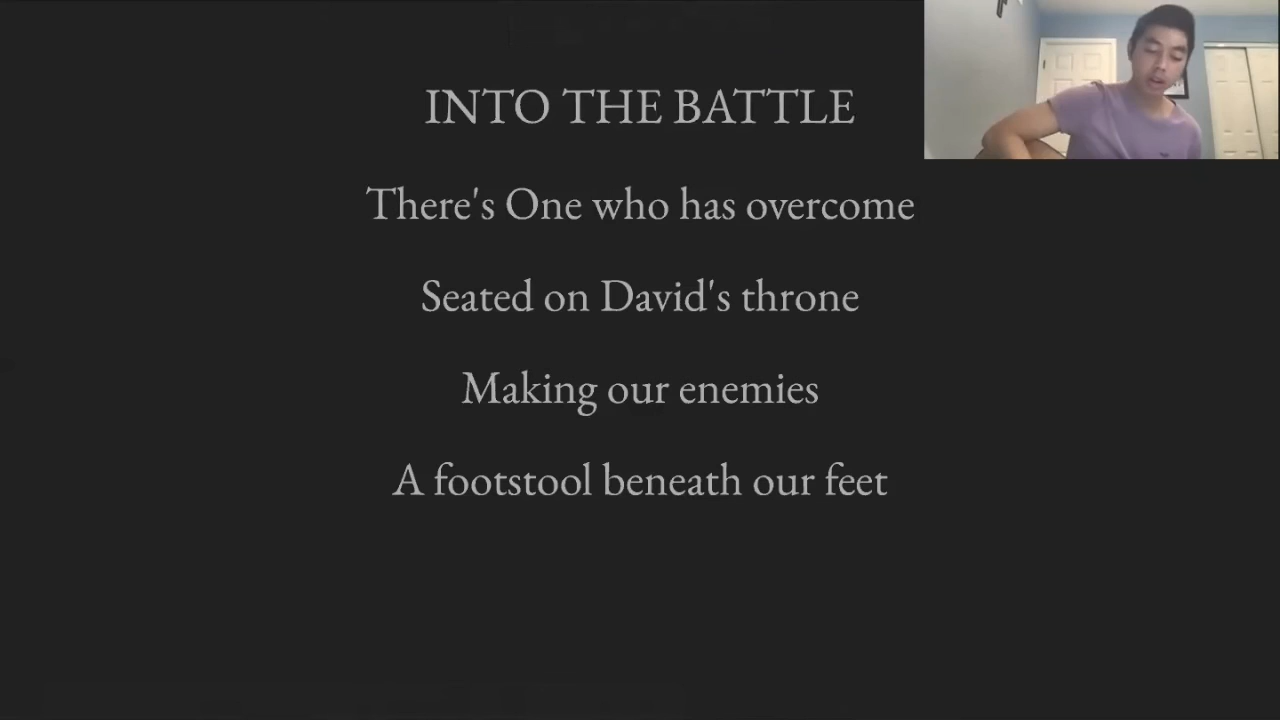 INTO THE BATTLE
There's One who has overcome
Seated on David's throne
Making our enemies
A footstool beneath our feet